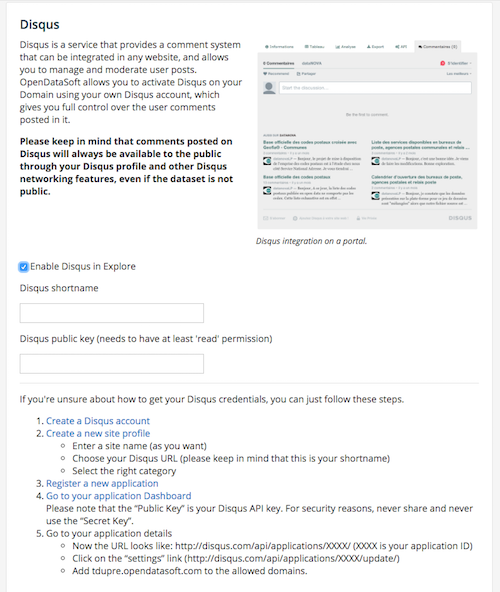 Disqus
Disqus is a service that provides a comment system
that can be integrated in any website, and allows
you to manage and moderate user posts.
OpenDataSoft allows you to activate Disqus on your
Domain using your own Disqus account, which
gives you full control over the user comments
posted in it.
Please keep in mind that comments posted on
Disqus will always be available to the public
through your Disqus profile and other Disqus
networking features, even if the dataset is not
public.
Informations Tableau Analyse Export API Commentaires (0)
0 Commentaires
S'identifier
Recommend Partager
Les meilleurs
Start the discussion...
Be the first to comment.
Base officielle des codes postaux croisée avec
Geofla® - Communes
Liste des services disponibles en bureaux de
poste, agences postales communales et relais ...
Base officielle des codes postaux
Calendrier d'ouverture des bureaux de poste,
agences postales et relais
DISQUS
Disqus integration on a portal.
Enable Disqus in Explore
Disqus shortname
Disqus public key (needs to have at least 'read' permission)
If you're unsure about how to get your Disqus credentials, you can just follow these steps.
1. Create a Disqus account
2. Create a new site profile
Enter a site name (as you want)
Choose your Disqus URL (please keep in mind that this is your shortname)
Select the right category
3. Register a new application
4. Go to your application Dashboard
Please note that the “Public Key” is your Disqus API key. For security reasons, never share and never
use the “Secret Key”.
5. Go to your application details
Now the URL looks like: http://disqus.com/api/applications/XXXX/ (XXXX is your application ID)
Click on the “settings” link (http://disqus.com/api/applications/XXXX/update/)
Add tdupre.opendatasoft.com to the allowed domains.